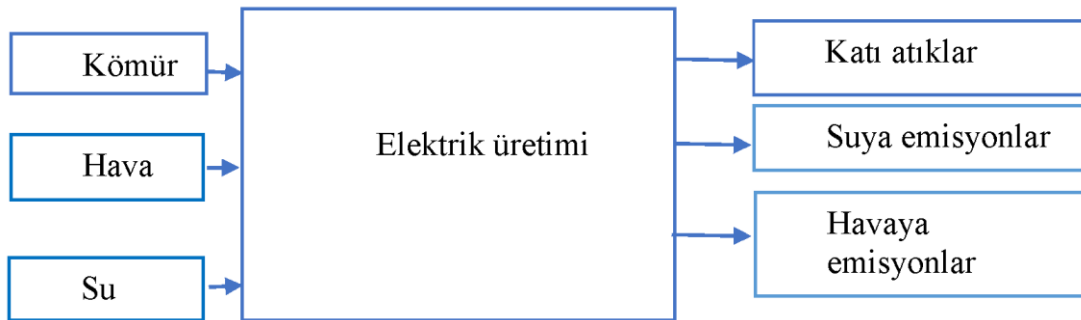 Kömür
Hava
Su
Elektrik üretimi
Katı atıklar
Suya emisyonlar
Havaya
emisyonlar